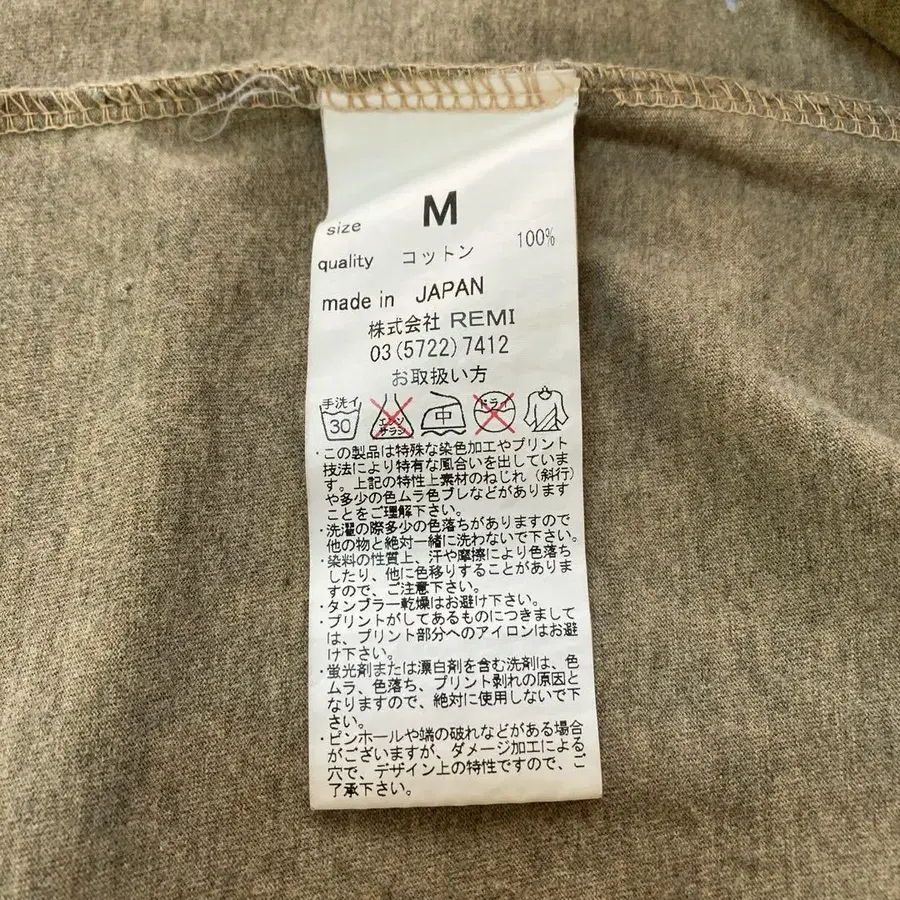 size M
quality コットン 100%
made in JAPAN
株式会社 REMI
03(5722)7412
お取扱い方
手洗イ 30 エンソサラシ 中 ドライ
・この製品は特殊な染色加工やプリント
技法により特有な風合いを出していま
す。上記の特性上素材のねじれ(斜行)
や多少の色ムラ色ブレなどがあります
ことをご理解下さい。
・洗濯の際多少の色落ちがありますので
他の物と絶対一緒に洗わないで下さい。
・染料の性質上、汗や摩擦により色落ち
したり、他に色移りすることがありま
すので、ご注意下さい。
・タンブラー乾燥はお避け下さい。
・プリントがしてあるものにつきまして
は、プリント部分へのアイロンはお避
け下さい。
・蛍光剤または漂白剤を含む洗剤は、色
ムラ、色落ち、プリント剥れの原因と
なりますので、絶対に使用しないで下
さい。
・ピンホールや端の破れなどがある場合
がございますが、ダメージ加工による
穴で、デザイン上の特性ですので、ご
了承下さい。